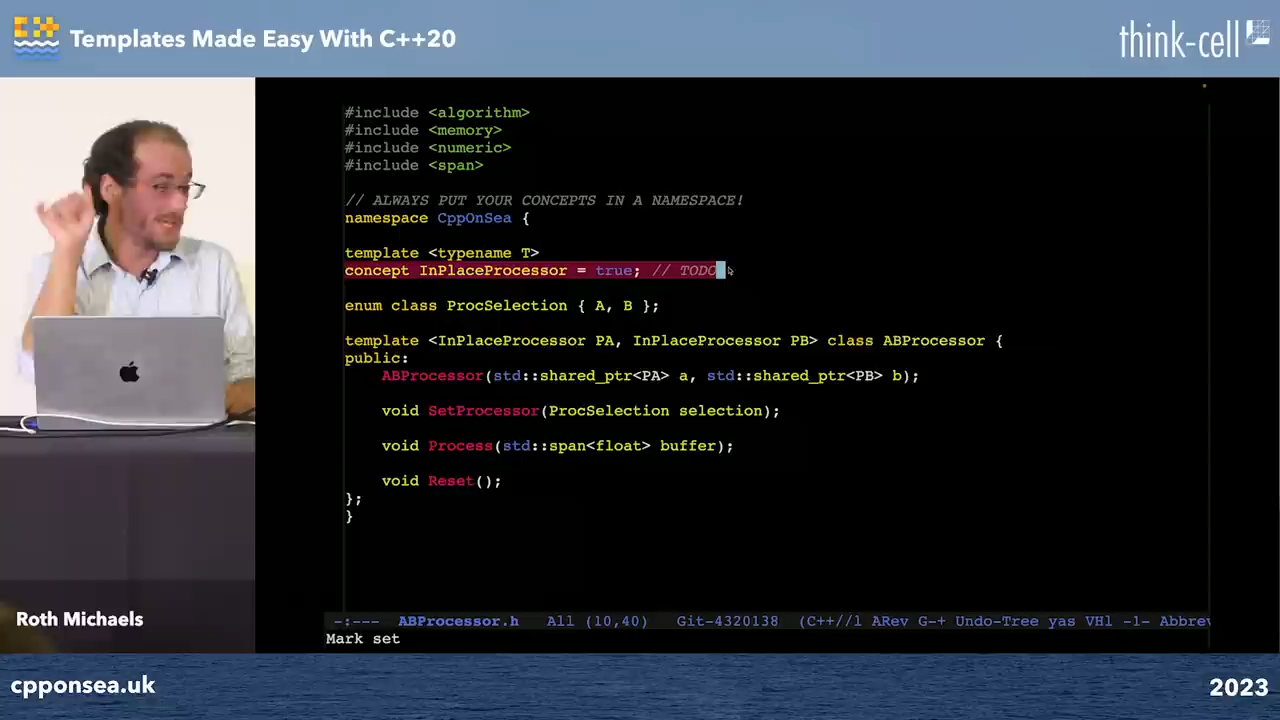 C++
Templates Made Easy With C++20
think-cell
#include <algorithm>
#include <memory>
#include <numeric>
#include <span>
// ALWAYS PUT YOUR CONCEPTS IN A NAMESPACE!
namespace CppOnSea {
template <typename T>
concept InPlaceProcessor = true; // TODO
enum class ProcSelection { A, B };
template <InPlaceProcessor PA, InPlaceProcessor PB> class ABProcessor {
public:
ABProcessor(std::shared_ptr<PA> a, std::shared_ptr<PB> b);
void SetProcessor(ProcSelection selection);
void Process(std::span<float> buffer);
void Reset();
};
}
-:--- ABProcessor.h All (10,40) Git-4320138 (C++//l ARev G-+ Undo-Tree yas VHl -1- Abbrev
Mark set
Roth Michaels
cpponsea.uk
2023